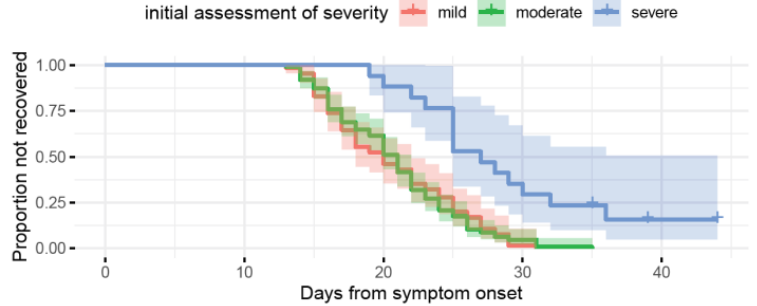 initial assessment of severity mild moderate severe
Proportion not recovered
1.00
0.75
0.50
0.25
0.00
0 10 20 30 40
Days from symptom onset